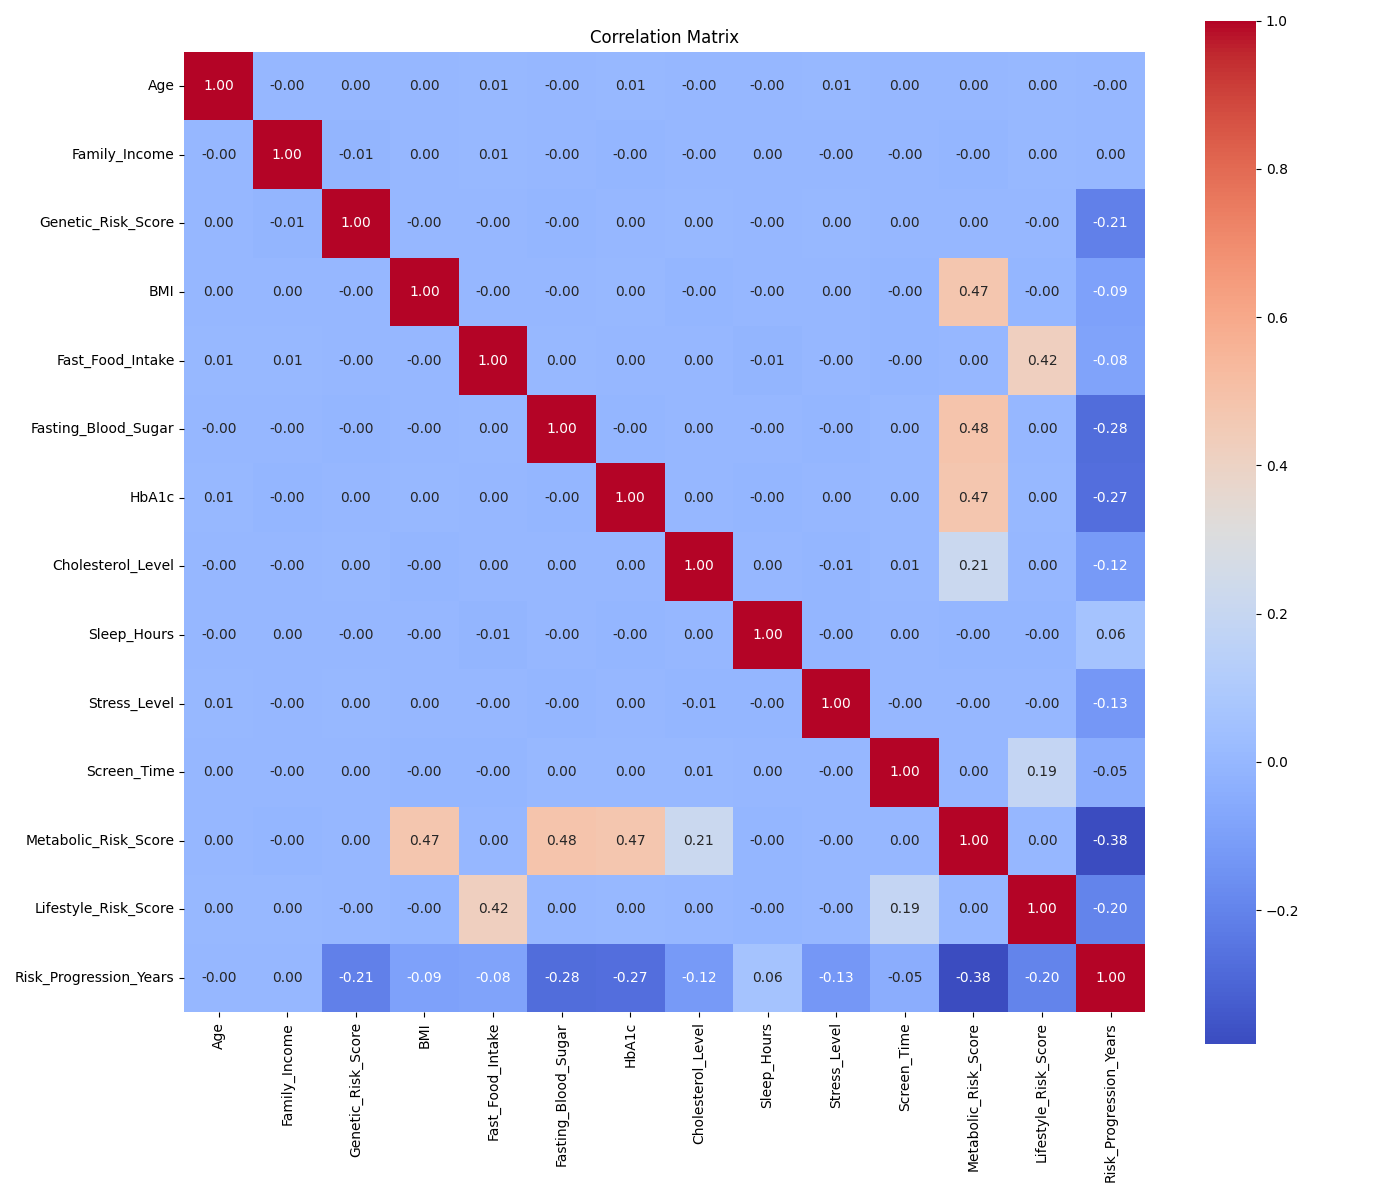 Correlation Matrix
Age 1.00 -0.00 0.00 0.00 0.01 -0.00 0.01 -0.00 -0.00 0.01 0.00 0.00 0.00 -0.00
Family_Income -0.00 1.00 -0.01 0.00 0.01 -0.00 -0.00 -0.00 0.00 -0.00 -0.00 -0.00 0.00 0.00
Genetic_Risk_Score 0.00 -0.01 1.00 -0.00 -0.00 -0.00 0.00 0.00 -0.00 0.00 0.00 0.00 -0.00 -0.21
BMI 0.00 0.00 -0.00 1.00 -0.00 -0.00 0.00 -0.00 -0.00 0.00 -0.00 0.47 -0.00 -0.09
Fast_Food_Intake 0.01 0.01 -0.00 -0.00 1.00 0.00 0.00 0.00 -0.01 -0.00 -0.00 0.00 0.42 -0.08
Fasting_Blood_Sugar -0.00 -0.00 -0.00 -0.00 0.00 1.00 -0.00 0.00 -0.00 -0.00 0.00 0.48 0.00 -0.28
HbA1c 0.01 -0.00 0.00 0.00 0.00 -0.00 1.00 0.00 -0.00 0.00 0.00 0.47 0.00 -0.27
Cholesterol_Level -0.00 -0.00 0.00 -0.00 0.00 0.00 0.00 1.00 0.00 -0.01 0.01 0.21 0.00 -0.12
Sleep_Hours -0.00 0.00 -0.00 -0.00 -0.01 -0.00 -0.00 0.00 1.00 -0.00 0.00 -0.00 -0.00 0.06
Stress_Level 0.01 -0.00 0.00 0.00 -0.00 -0.00 0.00 -0.01 -0.00 1.00 -0.00 -0.00 -0.00 -0.13
Screen_Time 0.00 -0.00 0.00 -0.00 -0.00 0.00 0.00 0.01 0.00 -0.00 1.00 0.00 0.19 -0.05
Metabolic_Risk_Score 0.00 -0.00 0.00 0.47 0.00 0.48 0.47 0.21 -0.00 -0.00 0.00 1.00 0.00 -0.38
Lifestyle_Risk_Score 0.00 0.00 -0.00 -0.00 0.42 0.00 0.00 0.00 -0.00 -0.00 0.19 0.00 1.00 -0.20
Risk_Progression_Years -0.00 0.00 -0.21 -0.09 -0.08 -0.28 -0.27 -0.12 0.06 -0.13 -0.05 -0.38 -0.20 1.00
Age
Family_Income
Genetic_Risk_Score
BMI
Fast_Food_Intake
Fasting_Blood_Sugar
HbA1c
Cholesterol_Level
Sleep_Hours
Stress_Level
Screen_Time
Metabolic_Risk_Score
Lifestyle_Risk_Score
Risk_Progression_Years
1.0
0.8
0.6
0.4
0.2
0.0
−0.2